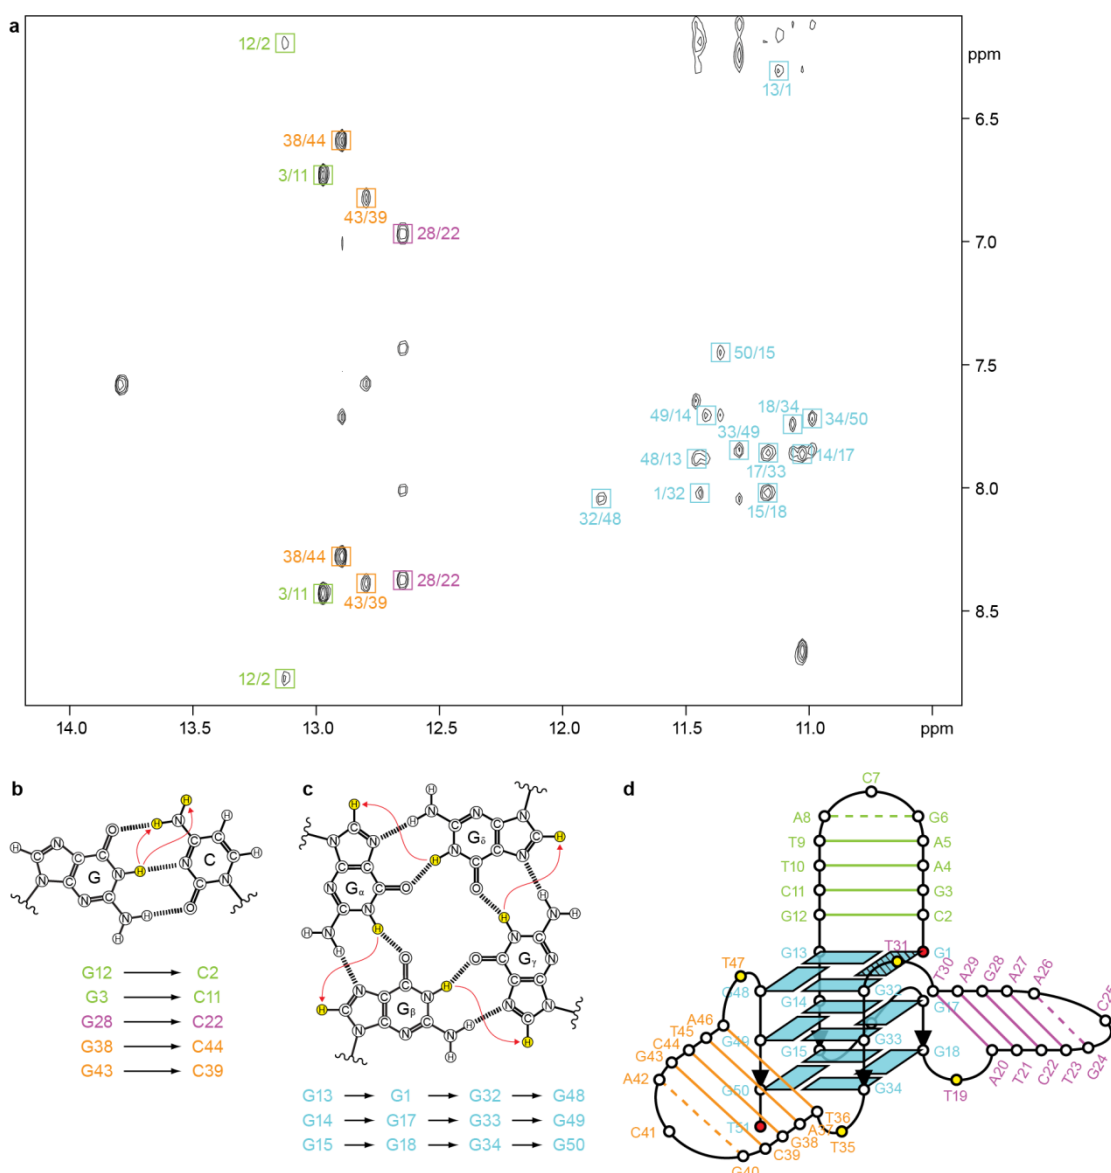 a
12/2
ppm
13/1
6.5
38/44
3/11
43/39
28/22
7.0
7.5
50/15
18/34
49/14
34/50
33/49
48/13
14/17
17/33
1/32
8.0
15/18
32/48
38/44
28/22
3/11
43/39
8.5
12/2
14.0 13.0 12.5 12.0 11.5 11.0 ppm
13.5
b
H
H
H
O
N
N
G
N
H
N
C
H
N
N
N
H
N
O
H
H
G12 C2
G3 C11
G28 C22
G38 C44
G43 C39
c
H
H
N
H
N
N
Gδ
H
N
N
Gα
H
N
O
O
N
H
N
H
N
H
O
O
N
Gγ
N
H
Gβ
N
N
H
H
H
G13 G1 G32 G48
G14 G17 G33 G49
G15 G18 G34 G50
d
C7
A8 G6
T9 A5
T10 A4
C11 G3
G12 C2
G13 T31 G1
T47 T30 A29 G28 A27 A26
G48 G32
G14 G17 C25
A46
T45
C44 G49 G33
G43 G15 G18
A42 G50 G34
A20 T21 C22 T23 G24
T19
T51 T36
A37 T35
C41 G38
C39
G40